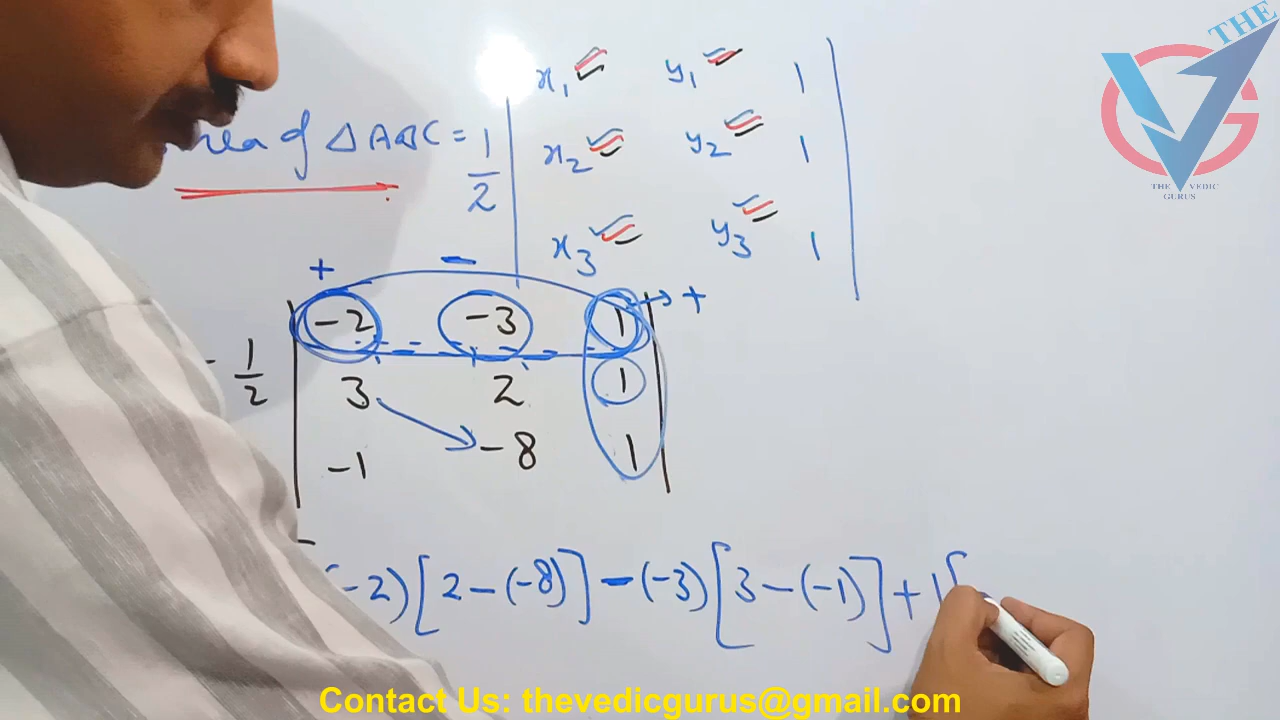 Area of △ABC = 1/2 | x₁ y₁ 1 |
| x₂ y₂ 1 |
| x₃ y₃ 1 |
+ −
| −2 −3 1 | → +
1/2 | 3 2 1 |
| −1 −8 1 |
(−2) [2 − (−8)] − (−3) [3 − (−1)] + 1 [
THE
THE VEDIC
GURUS
Contact Us: thevedicgurus@gmail.com